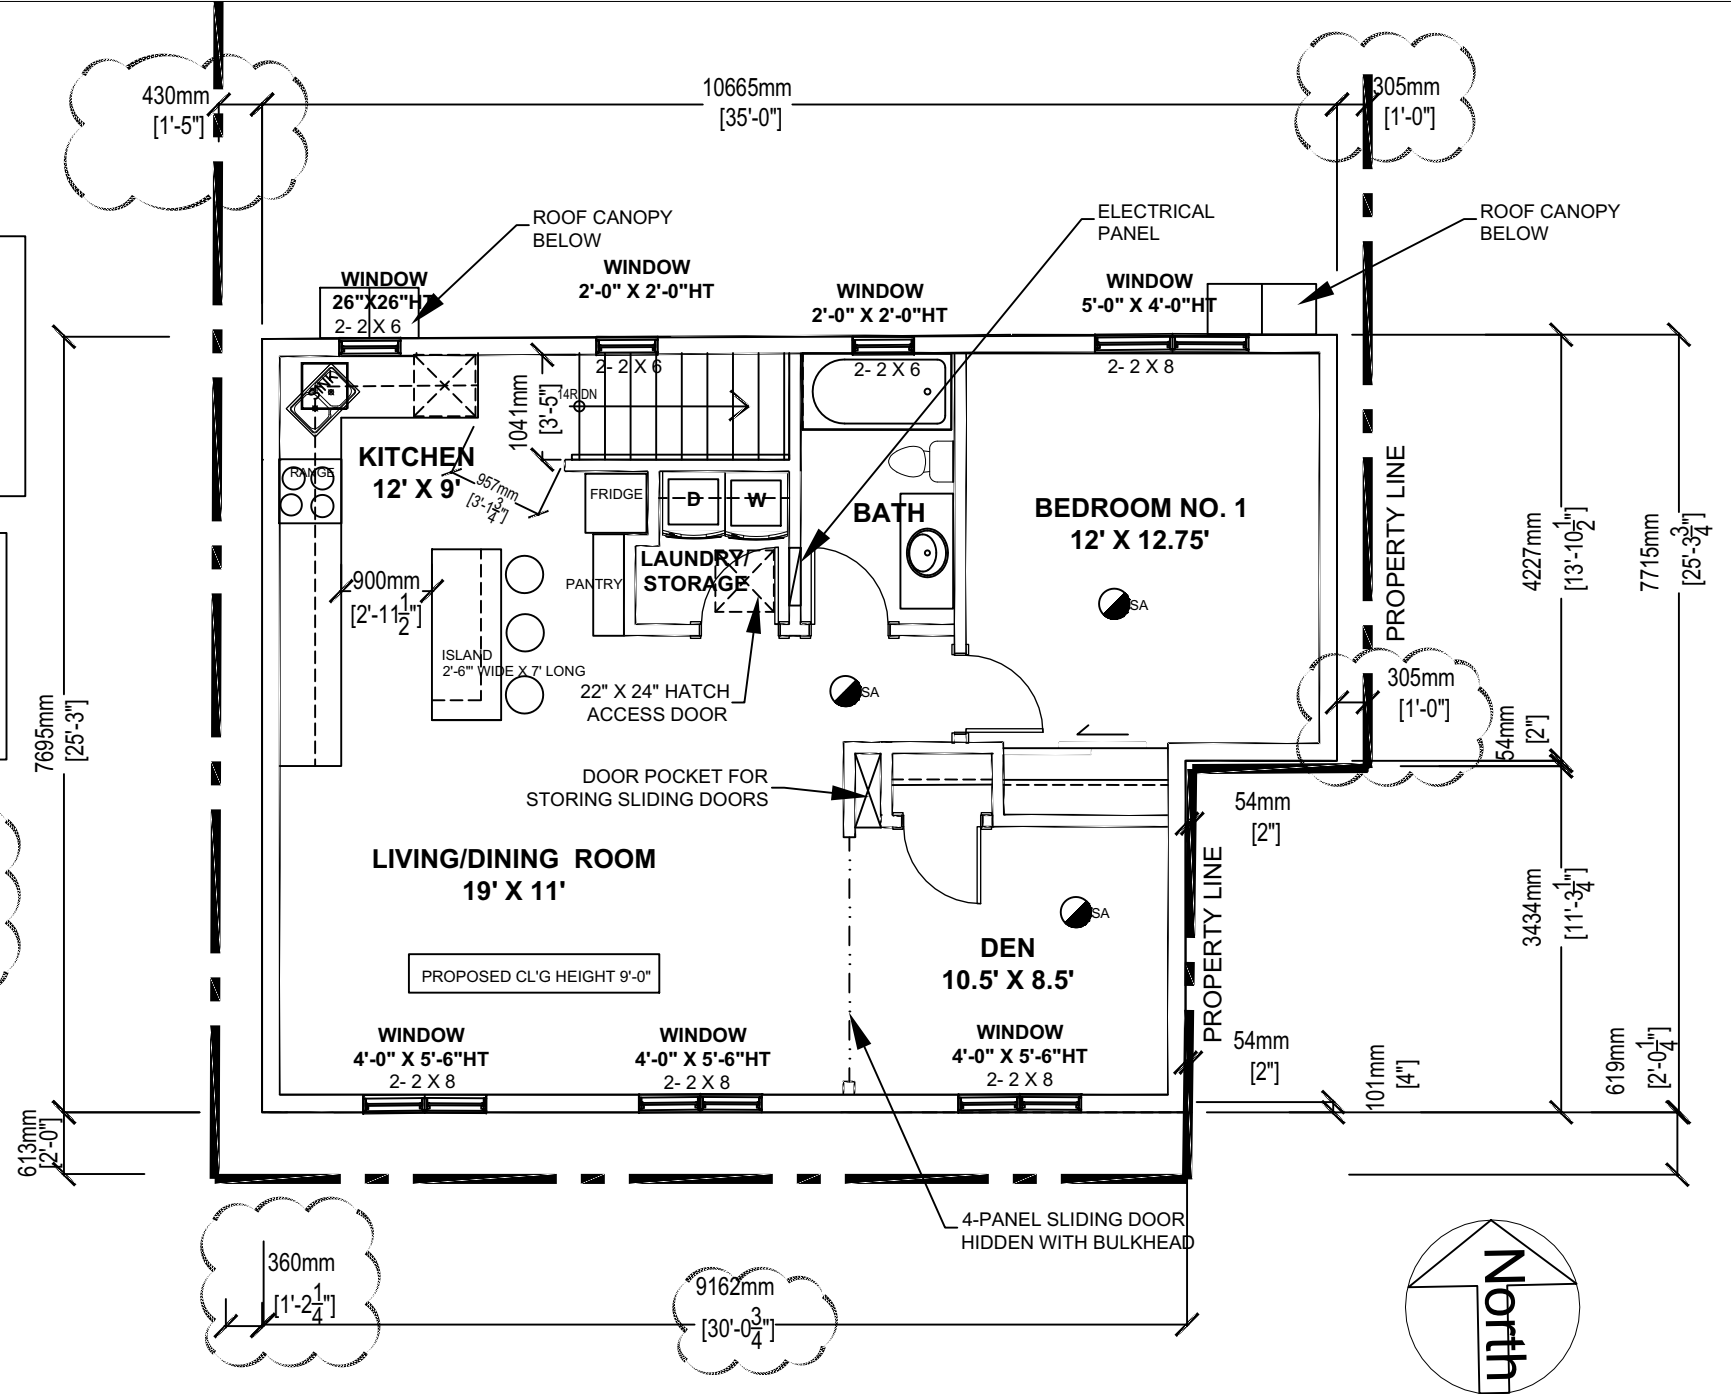 430mm
[1'-5"]
10665mm
[35'-0"]
305mm
[1'-0"]
ROOF CANOPY
BELOW
ELECTRICAL
PANEL
ROOF CANOPY
BELOW
WINDOW
26"X26"HT
2- 2 X 6
WINDOW
2'-0" X 2'-0"HT
2- 2 X 6
WINDOW
2'-0" X 2'-0"HT
2- 2 X 6
WINDOW
5'-0" X 4'-0"HT
2- 2 X 8
SINK
1041mm
[3'-5"]
14R DN
KITCHEN
12' X 9'
RANGE
957mm
[3'-1 3/4"]
FRIDGE
D
W
BATH
BEDROOM NO. 1
12' X 12.75'
PROPERTY LINE
4227mm
[13'-10 1/2"]
7715mm
[25'-3 3/4"]
LAUNDRY/
STORAGE
900mm
[2'-11 1/2"]
PANTRY
SA
ISLAND
2'-6"' WIDE X 7' LONG
22" X 24" HATCH
ACCESS DOOR
SA
305mm
[1'-0"]
54mm
[2"]
7695mm
[25'-3"]
DOOR POCKET FOR
STORING SLIDING DOORS
54mm
[2"]
LIVING/DINING ROOM
19' X 11'
PROPERTY LINE
3434mm
[11'-3 1/4"]
SA
DEN
10.5' X 8.5'
PROPOSED CL'G HEIGHT 9'-0"
WINDOW
4'-0" X 5'-6"HT
2- 2 X 8
WINDOW
4'-0" X 5'-6"HT
2- 2 X 8
WINDOW
4'-0" X 5'-6"HT
2- 2 X 8
54mm
[2"]
101mm
[4"]
619mm
[2'-0 1/4"]
613mm
[2'-0"]
4-PANEL SLIDING DOOR
HIDDEN WITH BULKHEAD
360mm
[1'-2 1/4"]
9162mm
[30'-0 3/4"]
North